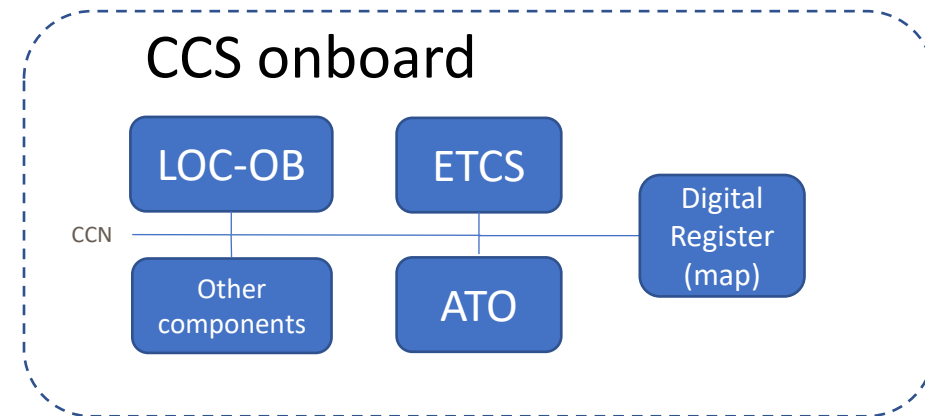 CCS onboard
LOC-OB
ETCS
Digital
Register
(map)
CCN
Other
components
ATO